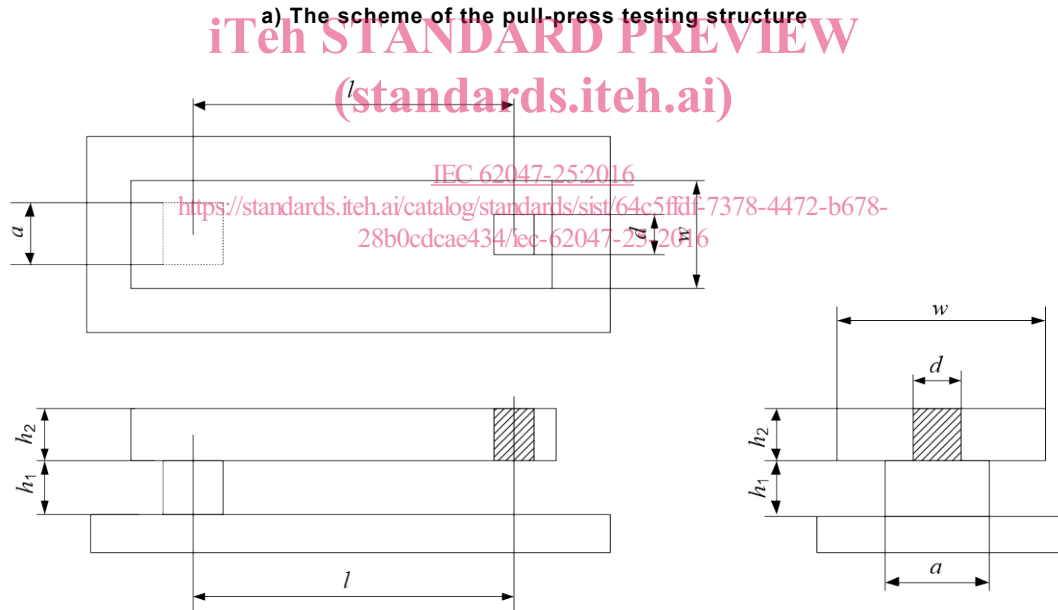 a) The scheme of the pull-press testing structure
iTeh STANDARD PREVIEW
(standards.iteh.ai)
l
IEC 62047-25:2016
https://standards.iteh.ai/catalog/standards/sist/64c5ffdf-7378-4472-b678-
28b0cdcae434/iec-62047-25-2016
a
d
w
w
d
h2
h1
l
h2
h1
a